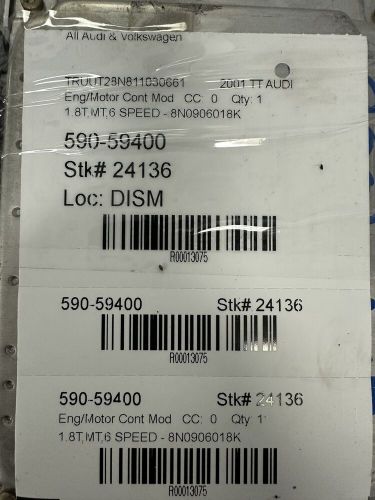 All Audi & Volkswagen
TRUUT28N811030661 2001 TT AUDI
Eng/Motor Cont Mod CC: 0 Qty: 1
1.8T,MT,6 SPEED - 8N0906018K
590-59400
Stk# 24136
Loc: DISM
R00013075
590-59400 Stk# 24136
R00013075
590-59400 Stk# 24136
Eng/Motor Cont Mod CC: 0 Qty 1
1.8T,MT,6 SPEED - 8N0906018K
R00013075